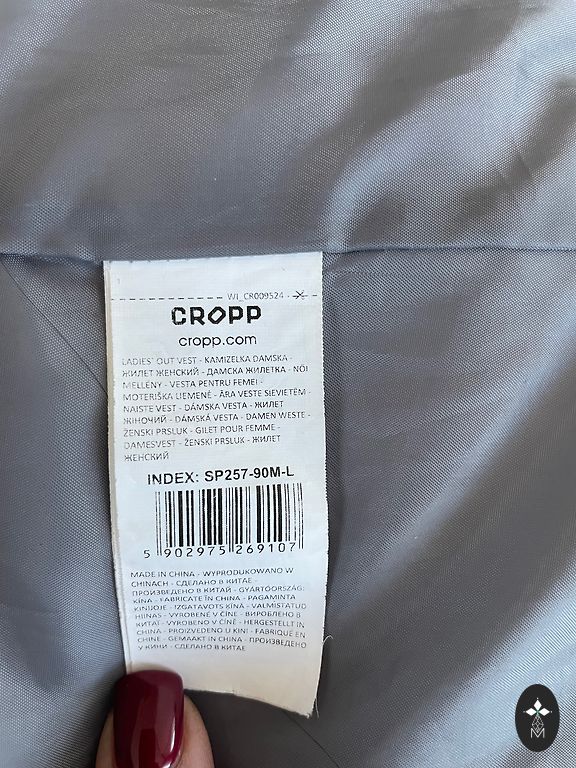 WI_CR009524
CROPP
cropp.com
LADIES' OUT VEST - KAMIZELKA DAMSKA -
ЖИЛЕТ ЖЕНСКИЙ - ДАМСКА ЖИЛЕТКА - NŐI
MELLÉNY - VESTA PENTRU FEMEI -
MOTERIŠKA LIEMENĖ - ĀRA VESTE SIEVIETĒM -
NAISTE VEST - DÁMSKA VESTA - ЖИЛЕТ
ЖІНОЧИЙ - DÁMSKÁ VESTA - DAMEN WESTE -
ŽENSKI PRSLUK - GILET POUR FEMME -
DAMESVEST - ŽENSKI PRSLUK - ЖИЛЕТ
ЖЕНСКИЙ
INDEX: SP257-90M-L
5 902975 269107
MADE IN CHINA - WYPRODUKOWANO W
CHINACH - СДЕЛАНО В КИТАЕ -
ПРОИЗВЕДЕНО В КИТАЙ - GYÁRTÓORSZÁG:
KÍNA - FABRICATE ÎN CHINA - PAGAMINTA
KINIJOJE - IZGATAVOTS ĶĪNĀ - VALMISTATUD
HIINAS - VYROBENÉ V ČÍNE - ВИРОБЛЕНО В
КИТАЇ - VYROBENO V ČÍNĚ - HERGESTELLT IN
CHINA - PROIZVEDENO U KINI - FABRIQUE EN
CHINE - GEMAAKT IN CHINA - ПРОИЗВЕДЕНО
У КИНИ - СДЕЛАНО В КИТАЕ
M